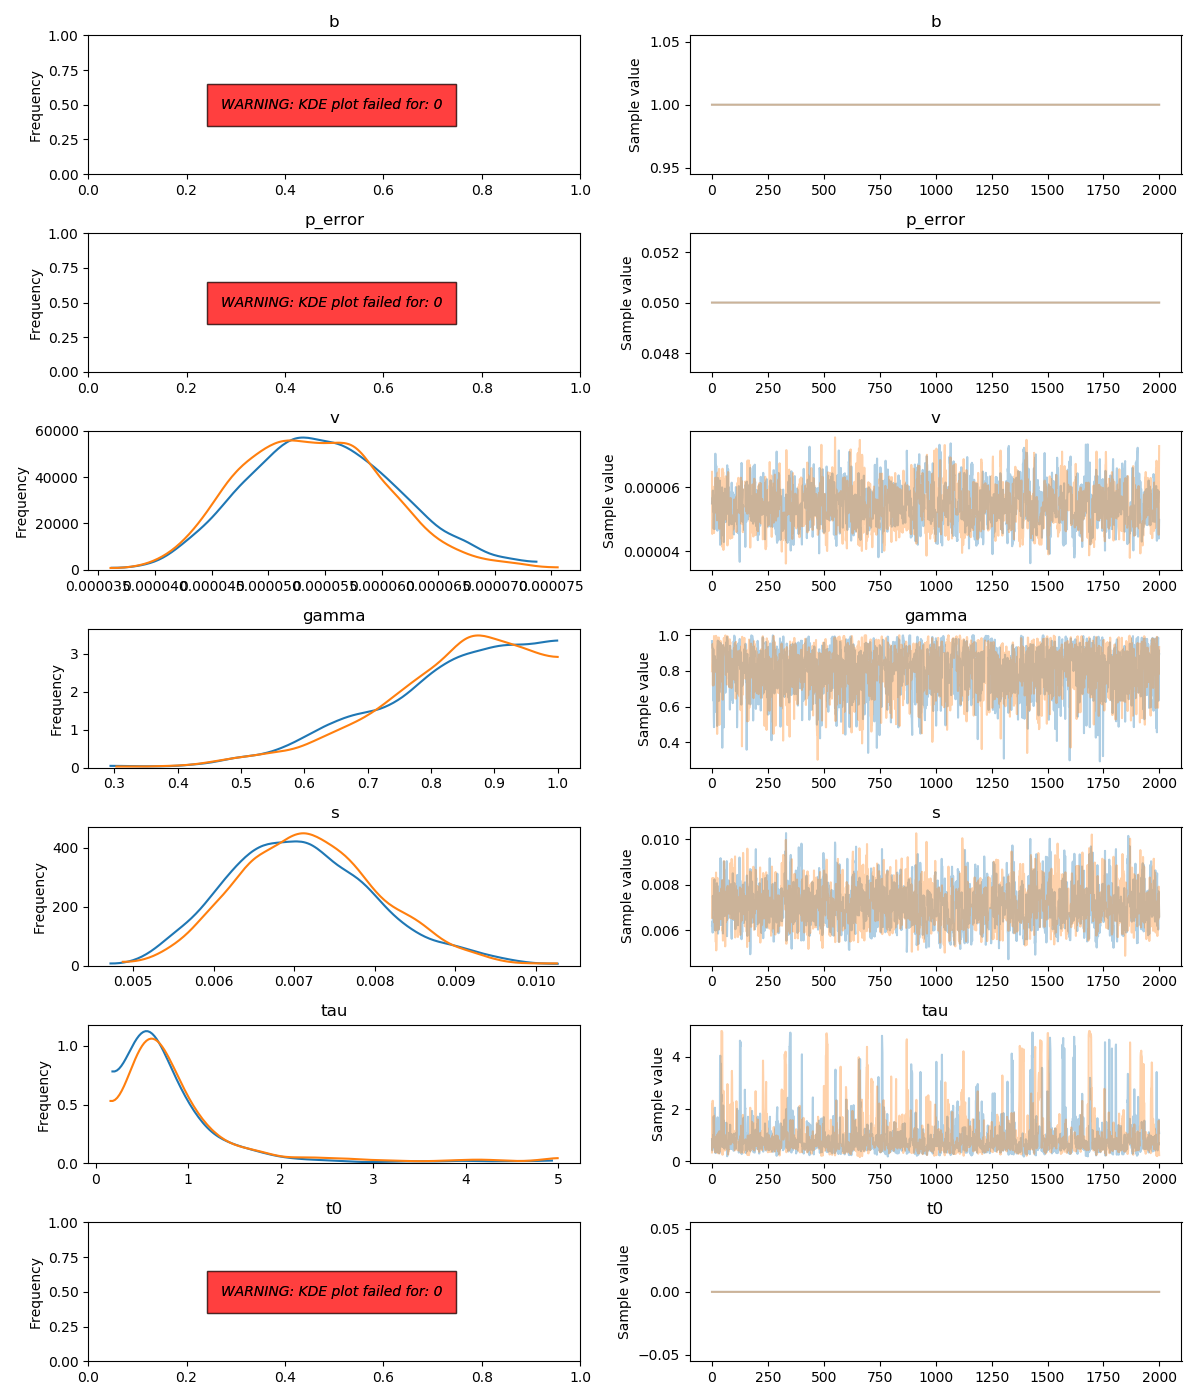 b
b
Frequency
1.00
0.75
0.50
0.25
0.00
WARNING: KDE plot failed for: 0
0.0 0.2 0.4 0.6 0.8 1.0
Sample value
1.05
1.00
0.95
0 250 500 750 1000 1250 1500 1750 2000
p_error
p_error
Frequency
1.00
0.75
0.50
0.25
0.00
WARNING: KDE plot failed for: 0
0.0 0.2 0.4 0.6 0.8 1.0
Sample value
0.052
0.050
0.048
0 250 500 750 1000 1250 1500 1750 2000
v
v
Frequency
60000
40000
20000
0
0.000035 0.000040 0.000045 0.000050 0.000055 0.000060 0.000065 0.000070 0.000075
Sample value
0.00006
0.00004
0 250 500 750 1000 1250 1500 1750 2000
gamma
gamma
Frequency
3
2
1
0
0.3 0.4 0.5 0.6 0.7 0.8 0.9 1.0
Sample value
1.0
0.8
0.6
0.4
0 250 500 750 1000 1250 1500 1750 2000
s
s
Frequency
400
200
0
0.005 0.006 0.007 0.008 0.009 0.010
Sample value
0.010
0.008
0.006
0 250 500 750 1000 1250 1500 1750 2000
tau
tau
Frequency
1.0
0.5
0.0
0 1 2 3 4 5
Sample value
4
2
0
0 250 500 750 1000 1250 1500 1750 2000
t0
t0
Frequency
1.00
0.75
0.50
0.25
0.00
WARNING: KDE plot failed for: 0
0.0 0.2 0.4 0.6 0.8 1.0
Sample value
0.05
0.00
−0.05
0 250 500 750 1000 1250 1500 1750 2000